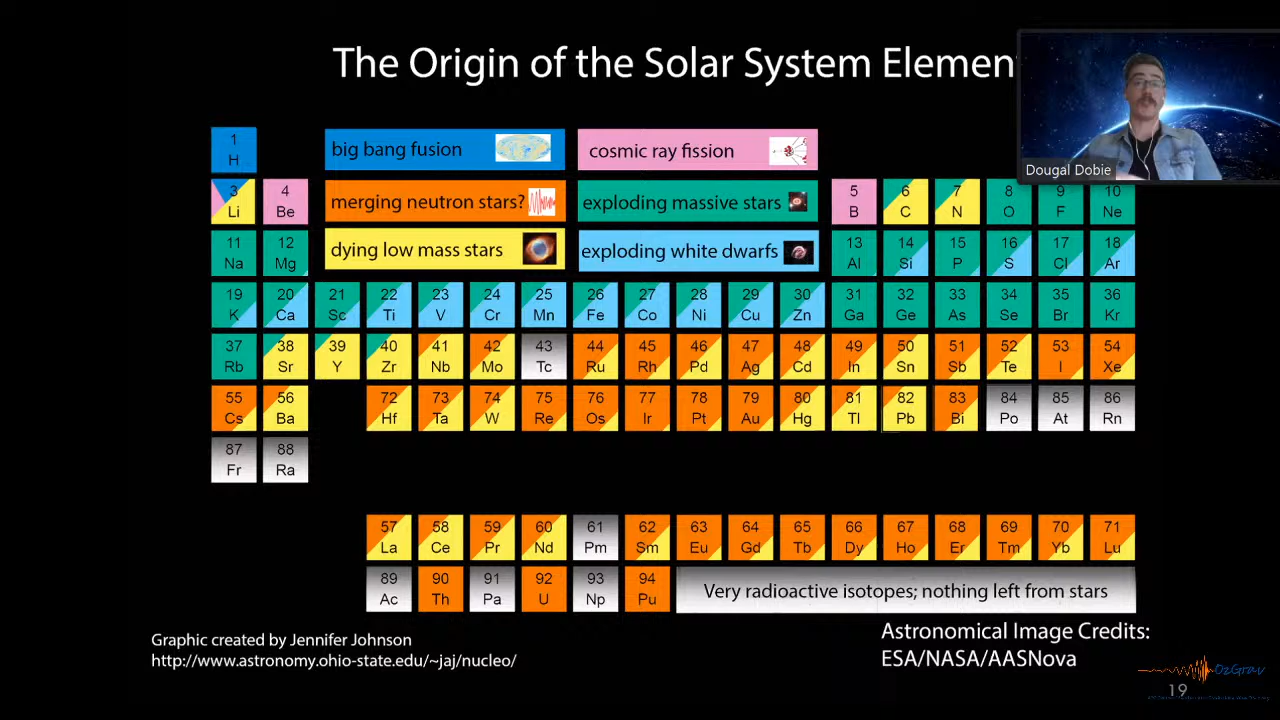 The Origin of the Solar System Elemen
Dougal Dobie
1
H
big bang fusion
cosmic ray fission
3
Li
4
Be
merging neutron stars?
exploding massive stars
5
B
6
C
7
N
8
O
9
F
10
Ne
11
Na
12
Mg
dying low mass stars
exploding white dwarfs
13
Al
14
Si
15
P
16
S
17
Cl
18
Ar
19
K
20
Ca
21
Sc
22
Ti
23
V
24
Cr
25
Mn
26
Fe
27
Co
28
Ni
29
Cu
30
Zn
31
Ga
32
Ge
33
As
34
Se
35
Br
36
Kr
37
Rb
38
Sr
39
Y
40
Zr
41
Nb
42
Mo
43
Tc
44
Ru
45
Rh
46
Pd
47
Ag
48
Cd
49
In
50
Sn
51
Sb
52
Te
53
I
54
Xe
55
Cs
56
Ba
72
Hf
73
Ta
74
W
75
Re
76
Os
77
Ir
78
Pt
79
Au
80
Hg
81
Tl
82
Pb
83
Bi
84
Po
85
At
86
Rn
87
Fr
88
Ra
57
La
58
Ce
59
Pr
60
Nd
61
Pm
62
Sm
63
Eu
64
Gd
65
Tb
66
Dy
67
Ho
68
Er
69
Tm
70
Yb
71
Lu
89
Ac
90
Th
91
Pa
92
U
93
Np
94
Pu
Very radioactive isotopes; nothing left from stars
Graphic created by Jennifer Johnson
http://www.astronomy.ohio-state.edu/~jaj/nucleo/
Astronomical Image Credits:
ESA/NASA/AASNova
OzGrav
19